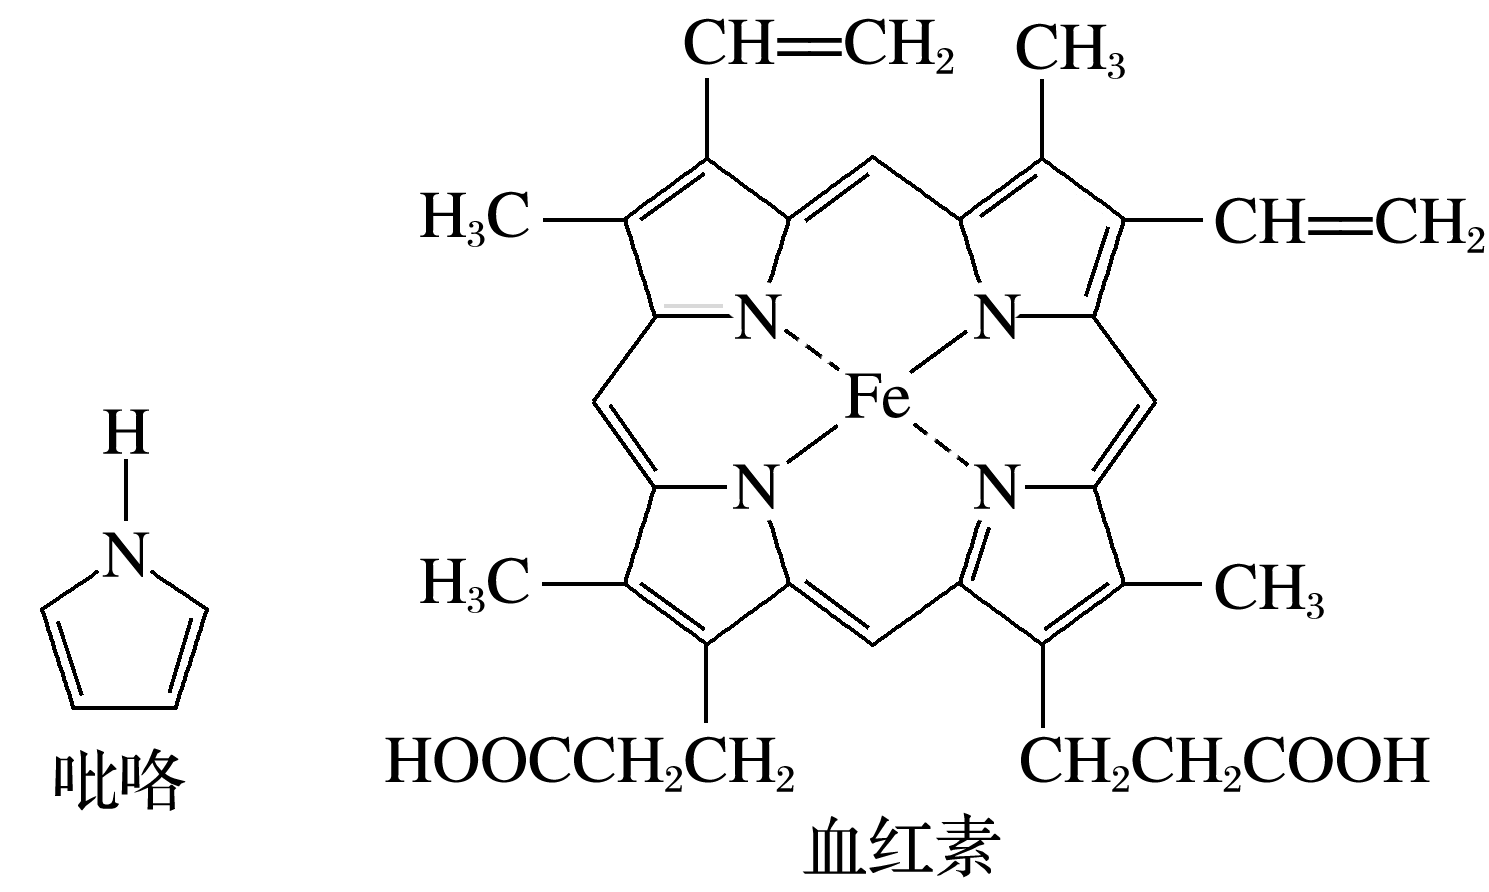 CH=CH₂ CH₃
H₃C CH=CH₂
N N
Fe
H
N N
N
H₃C CH₃
吡咯 HOOCCH₂CH₂ CH₂CH₂COOH
血红素